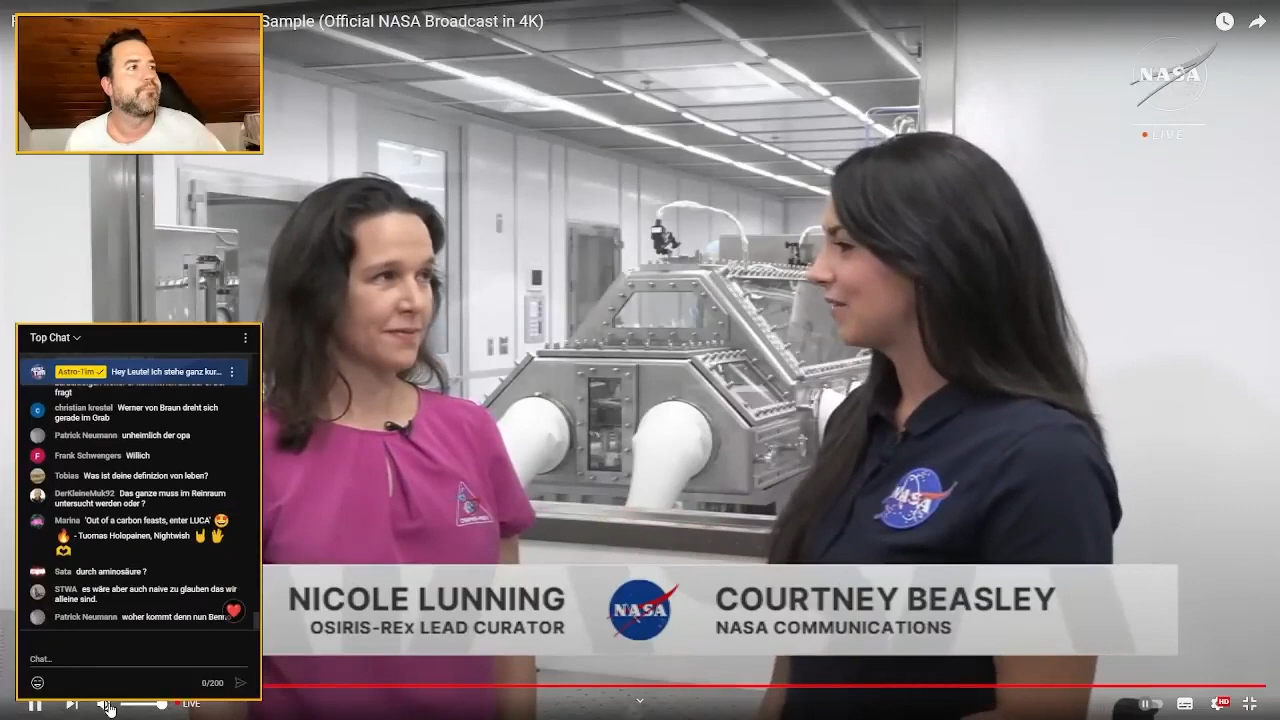 Sample (Official NASA Broadcast in 4K)
NASA
LIVE
Top Chat
Astro-Tim Hey Leute! Ich stehe ganz kur...
fragt
christian krestel Werner von Braun dreht sich
gerade im Grab
Patrick Neumann unheimlich der opa
Frank Schwengers Willich
Tobias Was ist deine definzion von leben?
DerKleineMuk92 Das ganze muss im Reinraum
untersucht werden oder ?
Marina 'Out of a carbon feasts, enter LUCA' 🤩
🔥 - Tuomas Holopainen, Nightwish 🤘 🖖
🫶
Sata durch aminosäure ?
STWA es wäre aber auch naive zu glauben das wir
alleine sind.
Patrick Neumann woher kommt denn nun
Chat...
0/200
NASA
NICOLE LUNNING
OSIRIS-REx LEAD CURATOR
NASA
COURTNEY BEASLEY
NASA COMMUNICATIONS
LIVE
HD